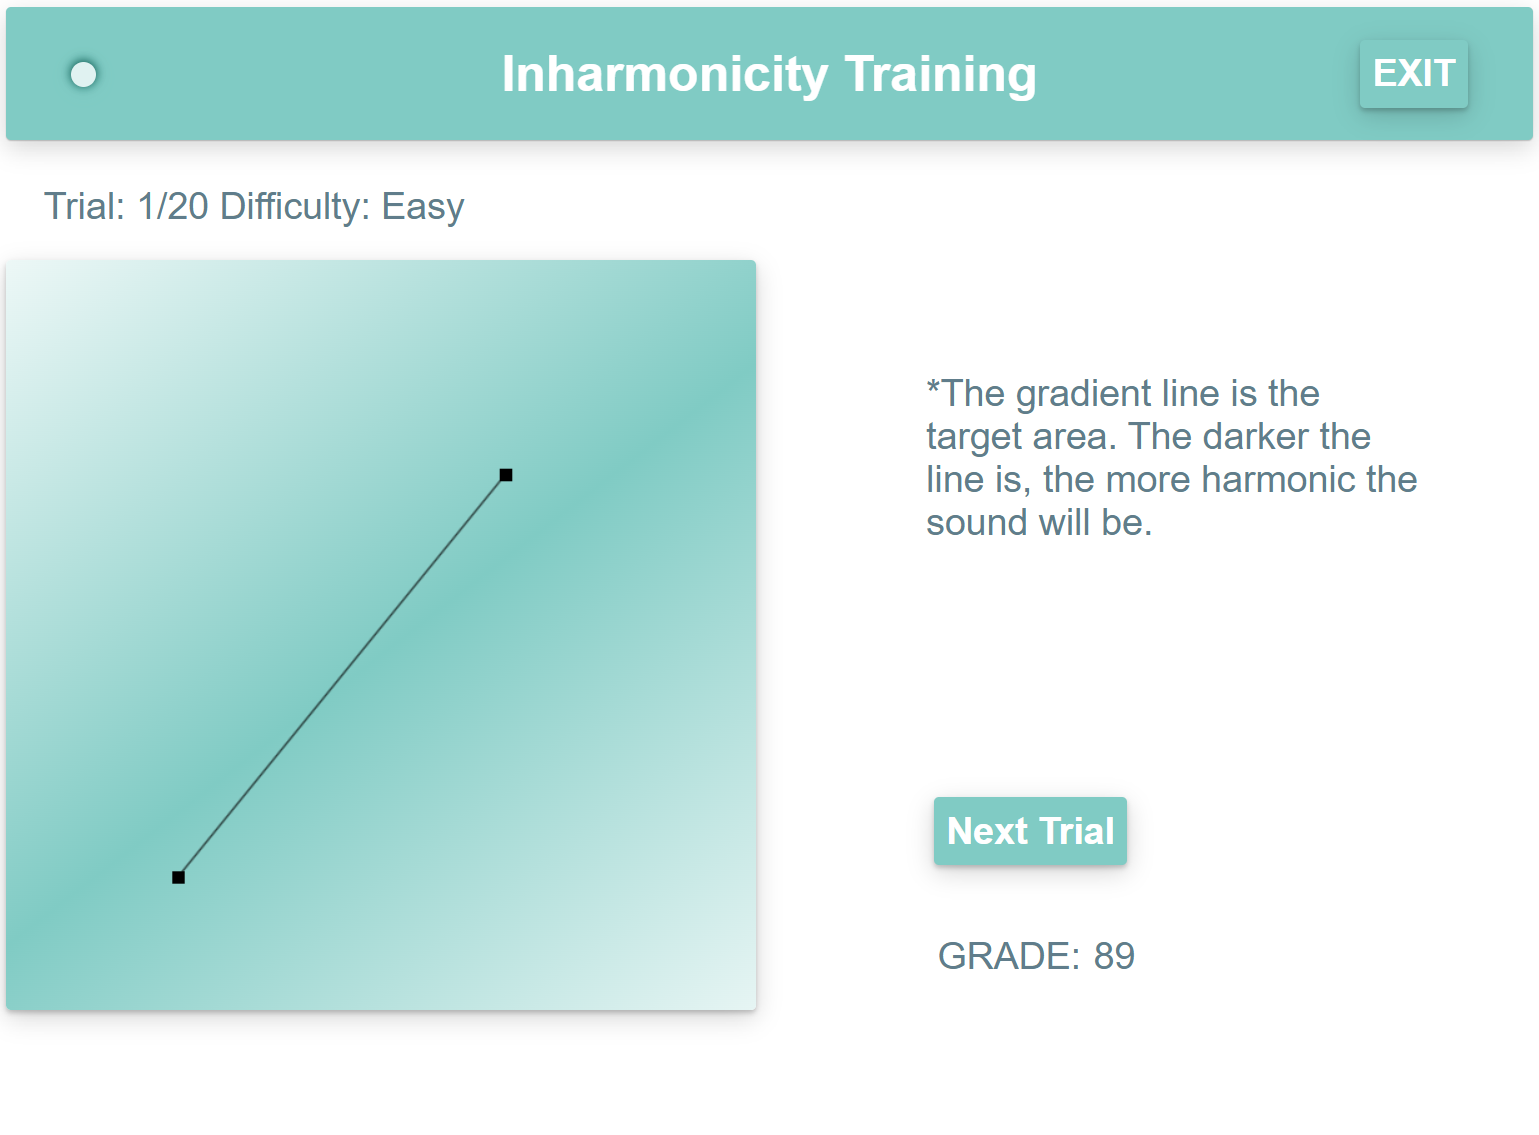 Inharmonicity Training
EXIT
Trial: 1/20 Difficulty: Easy
*The gradient line is the
target area. The darker the
line is, the more harmonic the
sound will be.
Next Trial
GRADE: 89